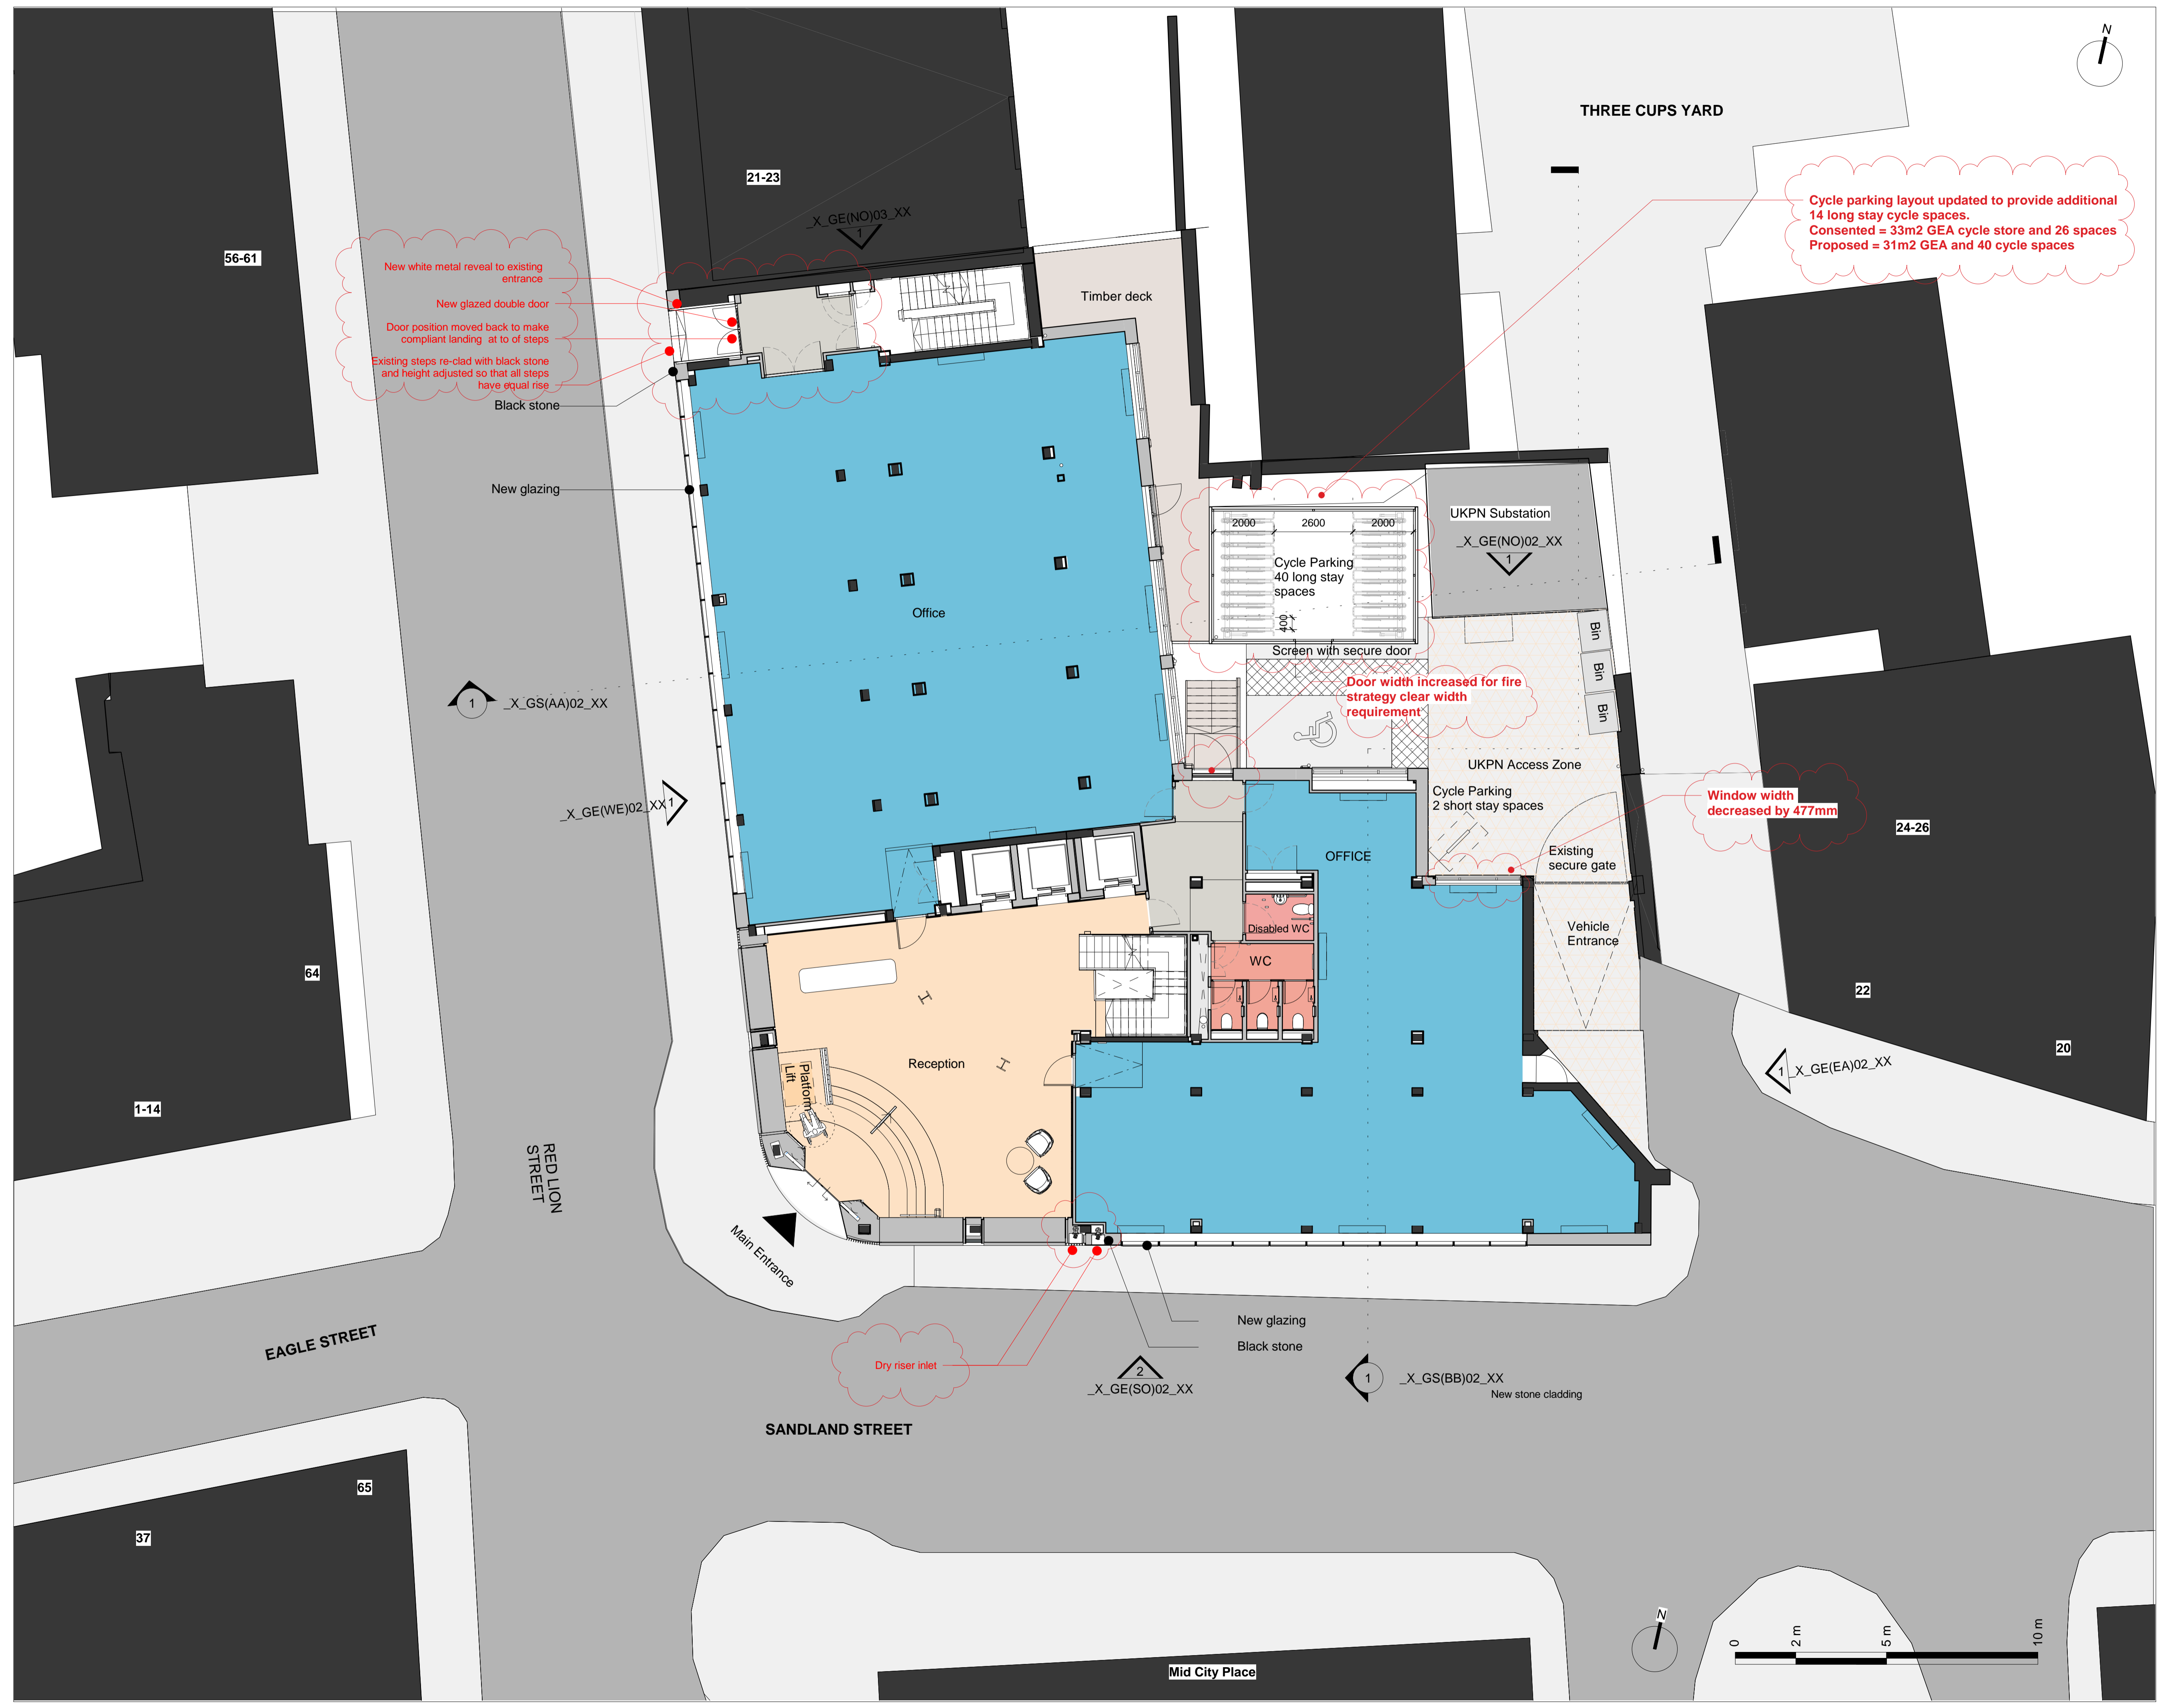 N
THREE CUPS YARD
21-23
Cycle parking layout updated to provide additional
14 long stay cycle spaces.
Consented = 33m2 GEA cycle store and 26 spaces
Proposed = 31m2 GEA and 40 cycle spaces
_X_GE(NO)03_XX
1
56-61
New white metal reveal to existing
entrance
New glazed double door
Door position moved back to make
compliant landing at to of steps
Existing steps re-clad with black stone
and height adjusted so that all steps
have equal rise
Black stone
Timber deck
New glazing
UKPN Substation
_X_GE(NO)02_XX
1
2000
2600
2000
Cycle Parking
40 long stay
spaces
400
Office
Screen with secure door
Bin
Bin
Bin
Door width increased for fire
strategy clear width
requirement
1
_X_GS(AA)02_XX
UKPN Access Zone
Cycle Parking
2 short stay spaces
_X_GE(WE)02_XX
1
Window width
decreased by 477mm
24-26
OFFICE
Existing
secure gate
Disabled WC
Vehicle
Entrance
WC
64
22
20
Reception
Platform
Lift
1
_X_GE(EA)02_XX
1-14
RED LION
STREET
Main Entrance
New glazing
Black stone
EAGLE STREET
Dry riser inlet
2
_X_GE(SO)02_XX
1
_X_GS(BB)02_XX
New stone cladding
SANDLAND STREET
65
37
N
0
2 m
5 m
10 m
Mid City Place